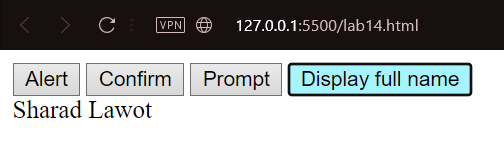 VPN 127.0.0.1:5500/lab14.html
Alert Confirm Prompt Display full name
Sharad Lawot